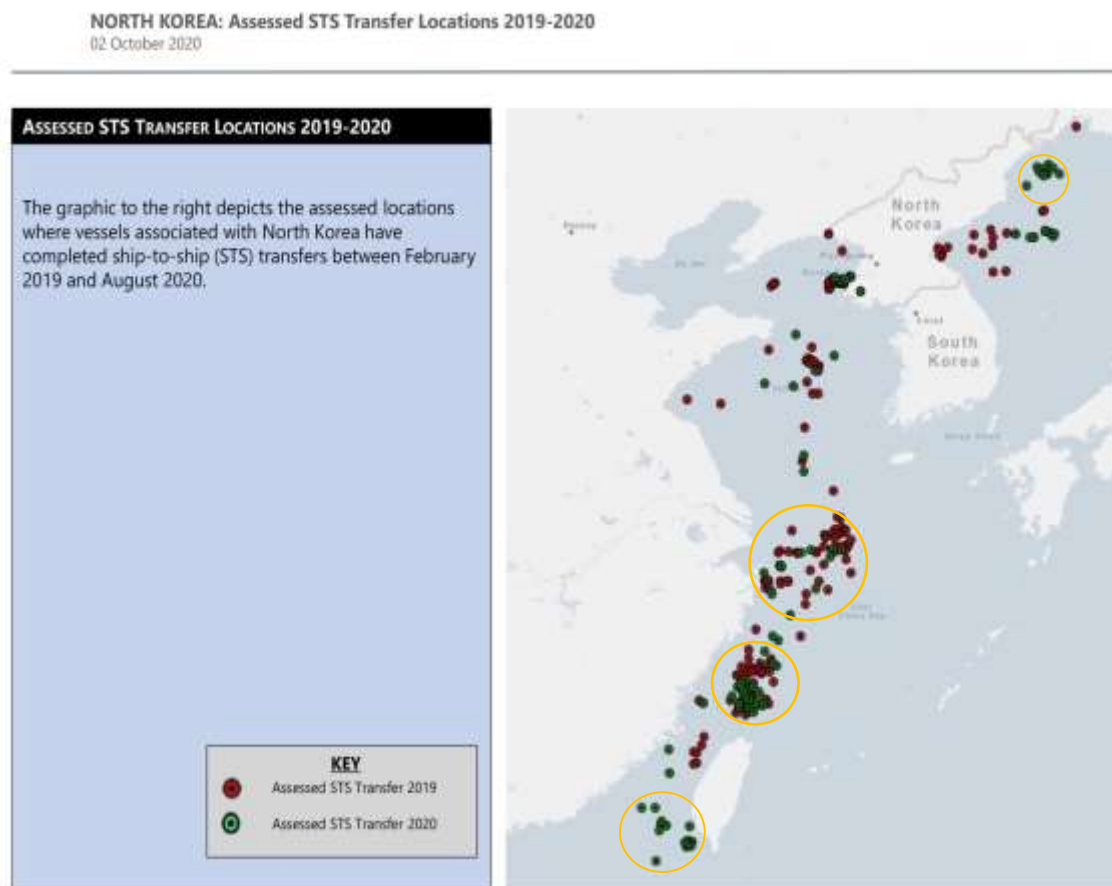 NORTH KOREA: Assessed STS Transfer Locations 2019-2020
02 October 2020
ASSESSED STS TRANSFER LOCATIONS 2019-2020
The graphic to the right depicts the assessed locations
where vessels associated with North Korea have
completed ship-to-ship (STS) transfers between February
2019 and August 2020.
North
Korea
Seoul
South
Korea
KEY
Assessed STS Transfer 2019
Assessed STS Transfer 2020